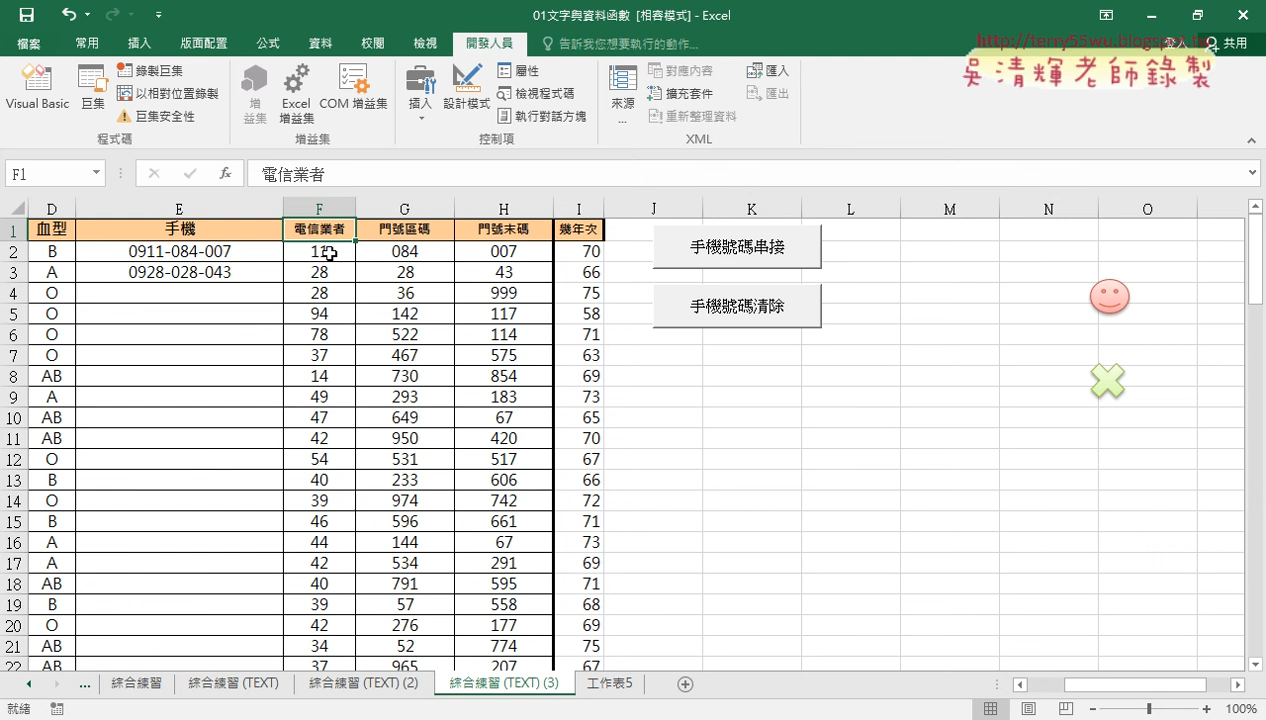 01文字與資料函數 [相容模式] - Excel
檔案 常用 插入 版面配置 公式 資料 校閱 檢視 開發人員 告訴我您想要執行的動作... 登入 共用
http://terry55wu.blogspot.tw
吳清輝老師錄製
Visual Basic 巨集 錄製巨集 以相對位置錄製 巨集安全性 程式碼
增益集 Excel 增益集 COM 增益集 增益集
插入 設計模式 屬性 檢視程式碼 執行對話方塊 控制項
來源... 對應內容 擴充套件 重新整理資料 匯入 匯出 XML
F1 fx 電信業者
D E F G H I J K L M N O
1 血型 手機 電信業者 門號區碼 門號末碼 幾年次
2 B 0911-084-007 11 084 007 70
3 A 0928-028-043 28 28 43 66
4 O 28 36 999 75
5 O 94 142 117 58
6 O 78 522 114 71
7 O 37 467 575 63
8 AB 14 730 854 69
9 A 49 293 183 73
10 AB 47 649 67 65
11 AB 42 950 420 70
12 O 54 531 517 67
13 B 40 233 606 66
14 O 39 974 742 72
15 B 46 596 661 71
16 A 44 144 67 73
17 A 42 534 291 69
18 AB 40 791 595 71
19 B 39 57 558 68
20 O 42 276 177 69
21 AB 34 52 774 75
22 AB 37 965 207 67
手機號碼串接
手機號碼清除
... 綜合練習 綜合練習 (TEXT) 綜合練習 (TEXT) (2) 綜合練習 (TEXT) (3) 工作表5
就緒 100%